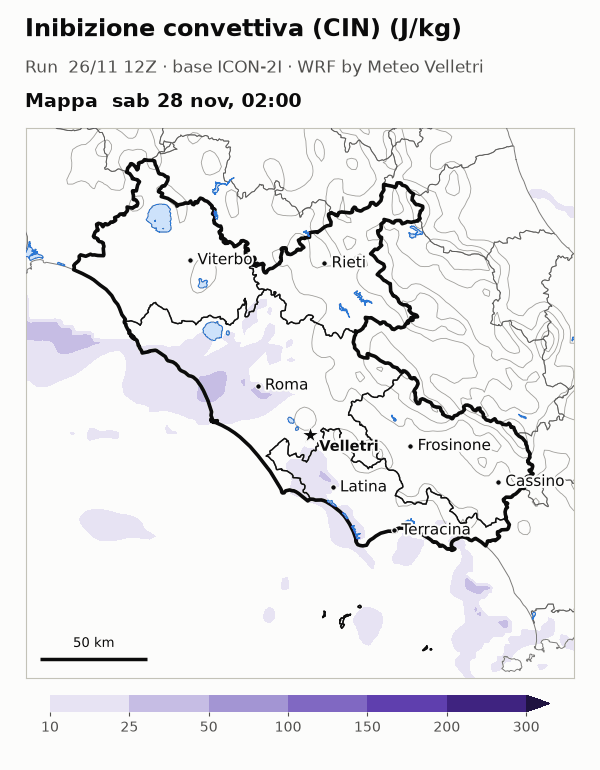 Inibizione convettiva (CIN) (J/kg)
Run  26/11 12Z · base ICON-2I · WRF by Meteo Velletri
Mappa  sab 28 nov, 02:00
Viterbo
Rieti
Roma
Velletri
Frosinone
Cassino
Latina
Terracina
50 km
10 25 50 100 150 200 300